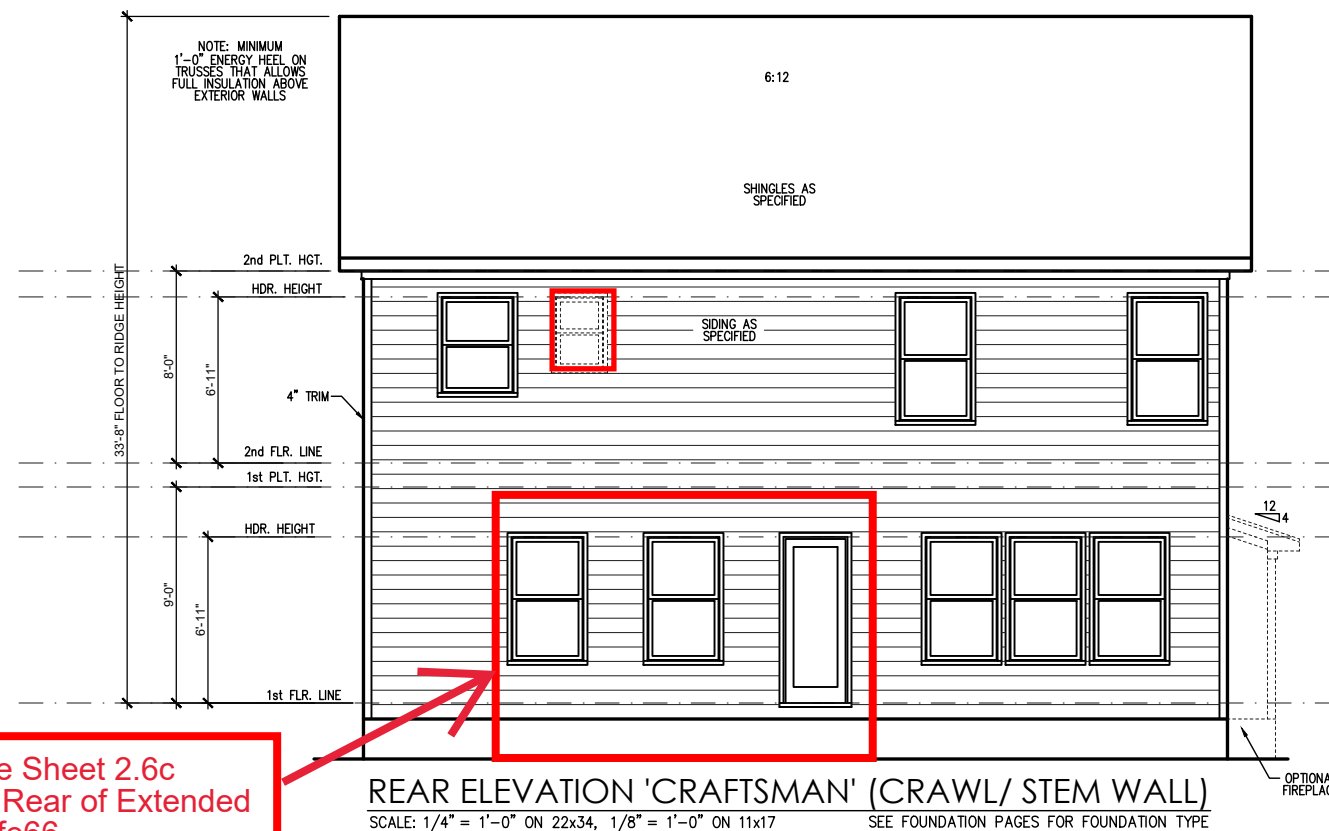 NOTE: MINIMUM
1'-0" ENERGY HEEL ON
TRUSSES THAT ALLOWS
FULL INSULATION ABOVE
EXTERIOR WALLS
6:12
SHINGLES AS
SPECIFIED
33'-8" FLOOR TO RIDGE HEIGHT
2nd PLT. HGT.
HDR. HEIGHT
SIDING AS
SPECIFIED
8'-0"
6'-11"
4" TRIM
2nd FLR. LINE
1st PLT. HGT.
12
4
HDR. HEIGHT
9'-0"
6'-11"
1st FLR. LINE
Sheet 2.6c
Rear of Extended
REAR ELEVATION 'CRAFTSMAN' (CRAWL/ STEM WALL)
SCALE: 1/4" = 1'-0" ON 22x34, 1/8" = 1'-0" ON 11x17
SEE FOUNDATION PAGES FOR FOUNDATION TYPE
OPTIONA
FIREPLAC